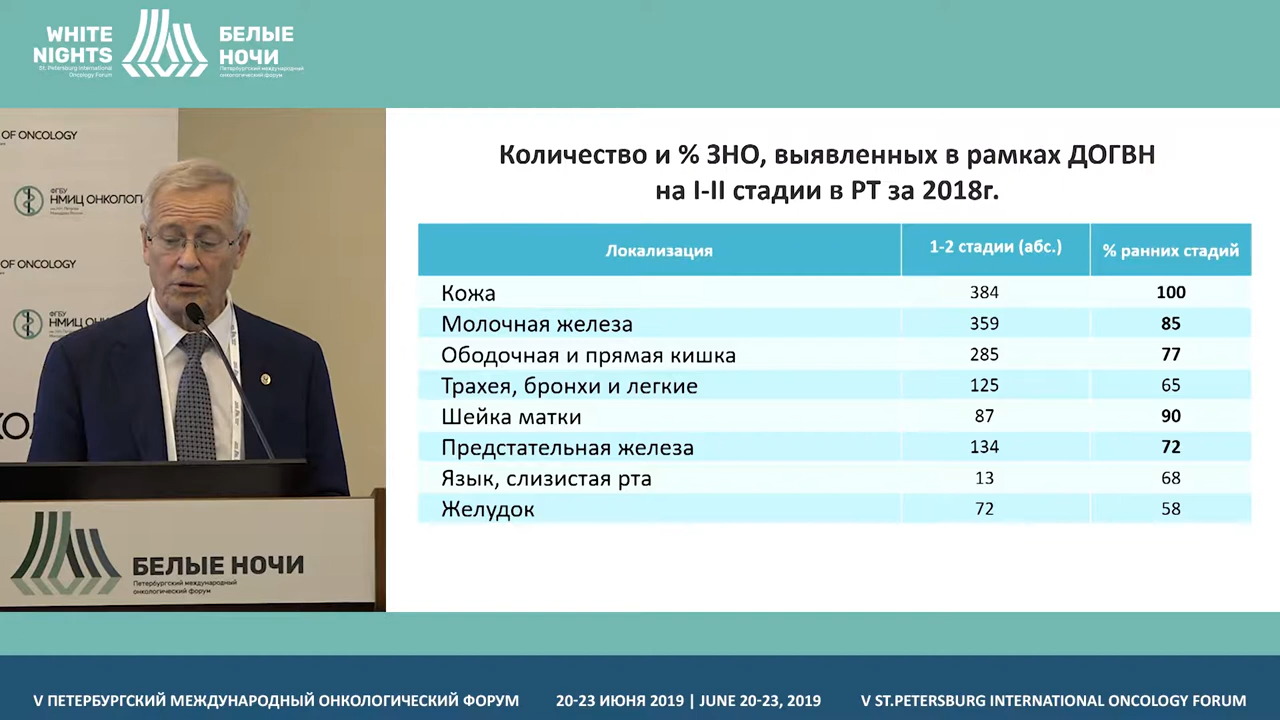 WHITE
NIGHTS
St. Petersburg International
Oncology Forum
БЕЛЫЕ
НОЧИ
Петербургский международный
онкологический форум
OF ONCOLOGY
ФГБУ
НМИЦ ОНКОЛОГИ
OF ONCOLOGY
ФГБУ
НМИЦ ОНКО
БЕЛЫЕ НОЧИ
Петербургский международный
онкологический форум
Количество и % ЗНО, выявленных в рамках ДОГВН
на I-II стадии в РТ за 2018г.
Локализация 1-2 стадии (абс.) % ранних стадий
Кожа 384 100
Молочная железа 359 85
Ободочная и прямая кишка 285 77
Трахея, бронхи и легкие 125 65
Шейка матки 87 90
Предстательная железа 134 72
Язык, слизистая рта 13 68
Желудок 72 58
V ПЕТЕРБУРГСКИЙ МЕЖДУНАРОДНЫЙ ОНКОЛОГИЧЕСКИЙ ФОРУМ 20-23 ИЮНЯ 2019 | JUNE 20-23, 2019 V ST.PETERSBURG INTERNATIONAL ONCOLOGY FORUM